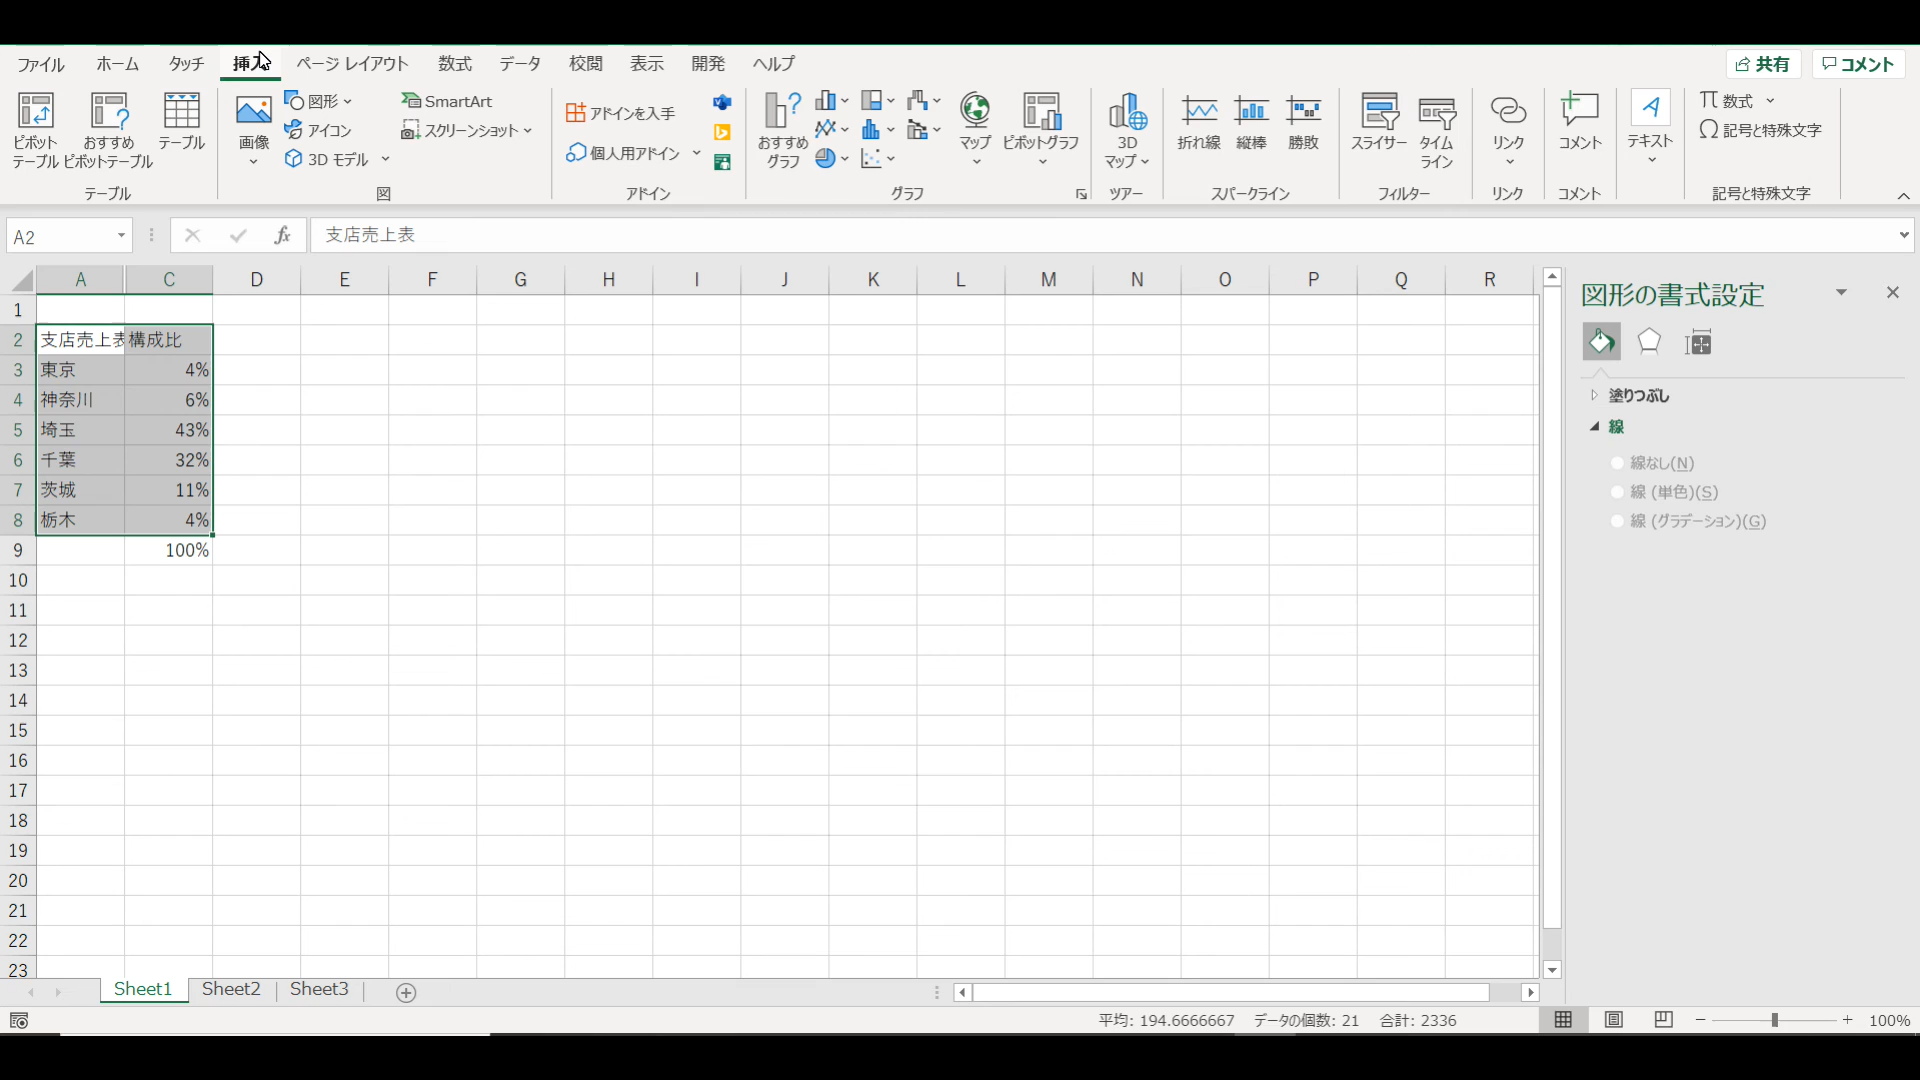 ファイル ホーム タッチ 挿入 ページ レイアウト 数式 データ 校閲 表示 開発 ヘルプ 共有 コメント
ピボット
テーブル
おすすめ
ピボットテーブル
テーブル
テーブル
画像
図形
アイコン
3D モデル
SmartArt
スクリーンショット
図
アドインを入手
個人用アドイン
アドイン
おすすめ
グラフ
マップ
ピボットグラフ
グラフ
3D
マップ
ツアー
折れ線
縦棒
勝敗
スパークライン
スライサー
タイム
ライン
フィルター
リンク
リンク
コメント
コメント
A
テキスト
π 数式
Ω 記号と特殊文字
記号と特殊文字
A2 fx 支店売上表
A C D E F G H I J K L M N O P Q R
1
2 支店売上表 構成比
3 東京 4%
4 神奈川 6%
5 埼玉 43%
6 千葉 32%
7 茨城 11%
8 栃木 4%
9 100%
10
11
12
13
14
15
16
17
18
19
20
21
22
23
図形の書式設定
塗りつぶし
線
線なし(N)
線 (単色)(S)
線 (グラデーション)(G)
Sheet1 Sheet2 Sheet3
平均: 194.6666667 データの個数: 21 合計: 2336 100%